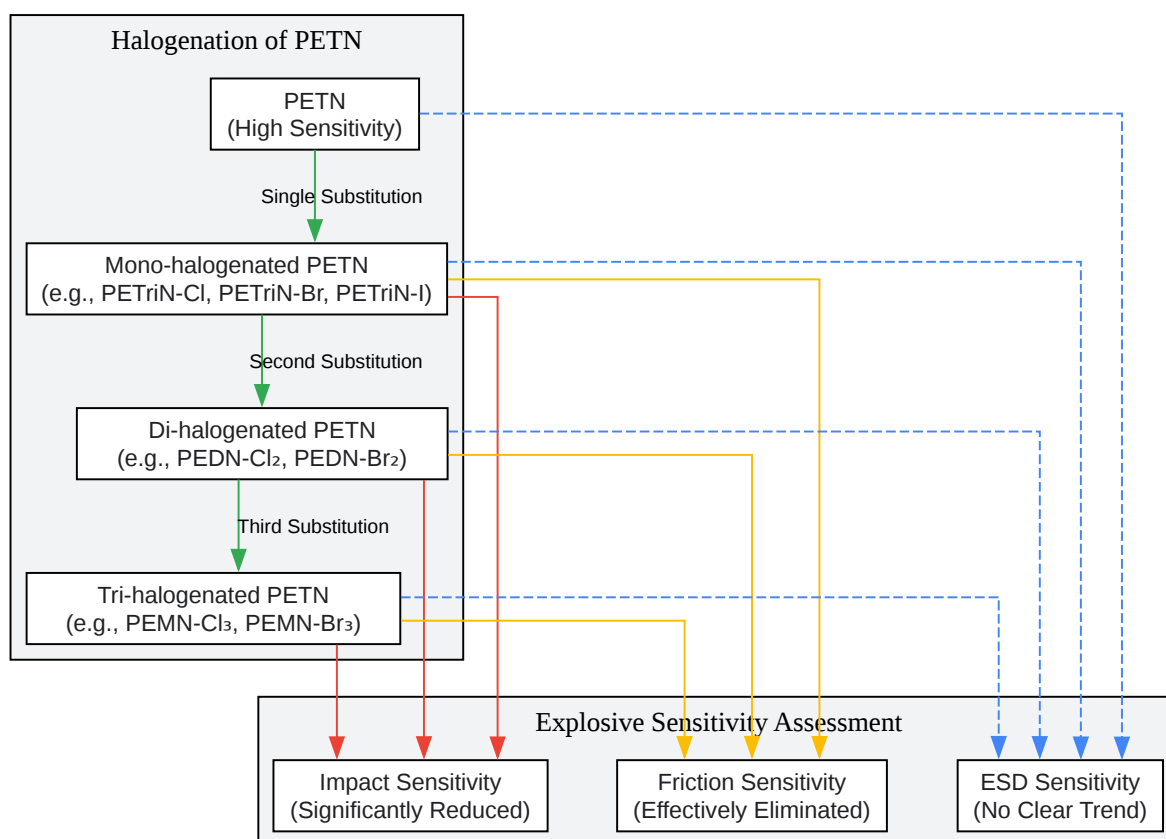 Halogenation of PETN
PETN
(High Sensitivity)
Single Substitution
Mono-halogenated PETN
(e.g., PETriN-Cl, PETriN-Br, PETriN-I)
Second Substitution
Di-halogenated PETN
(e.g., PEDN-Cl₂, PEDN-Br₂)
Third Substitution
Tri-halogenated PETN
(e.g., PEMN-Cl₃, PEMN-Br₃)
Explosive Sensitivity Assessment
Impact Sensitivity
(Significantly Reduced)
Friction Sensitivity
(Effectively Eliminated)
ESD Sensitivity
(No Clear Trend)